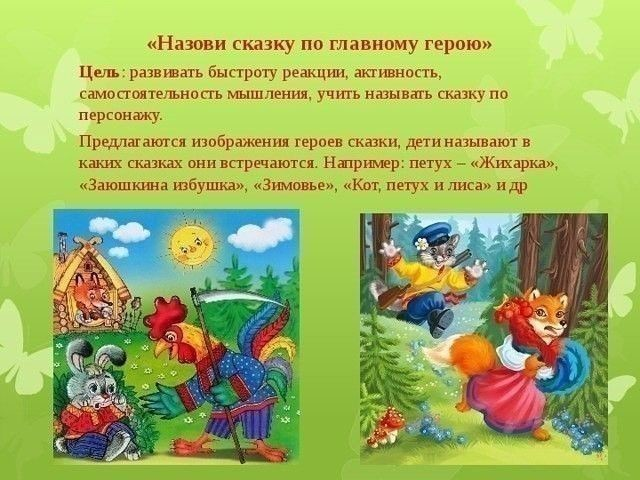 «Назови сказку по главному герою»
Цель: развивать быстроту реакции, активность,
самостоятельность мышления, учить называть сказку по
персонажу.
Предлагаются изображения героев сказки, дети называют в
каких сказках они встречаются. Например: петух – «Жихарка»,
«Заюшкина избушка», «Зимовье», «Кот, петух и лиса» и др